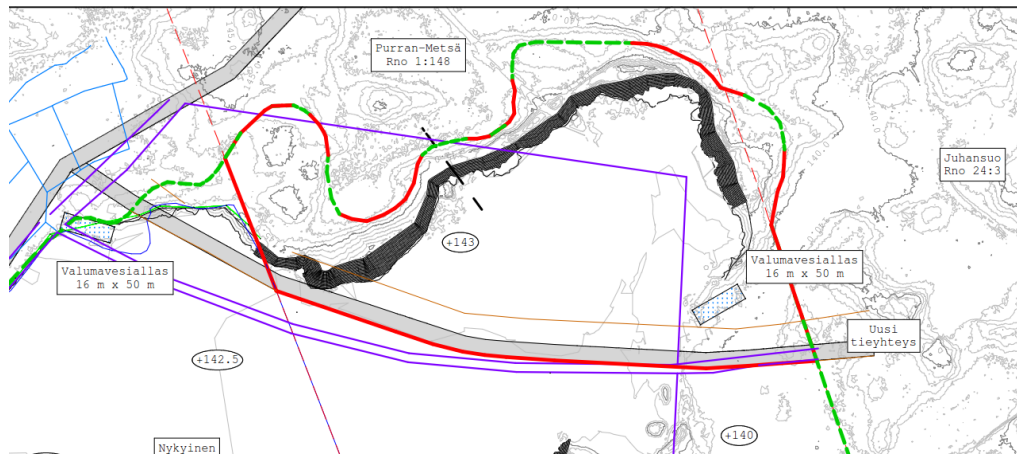 Purran-Metsä
Rno 1:148
Juhansuo
Rno 24:3
+143
Valumavesiallas
16 m x 50 m
Valumavesiallas
16 m x 50 m
Uusi
tieyhteys
+142.5
+140
Nykyinen